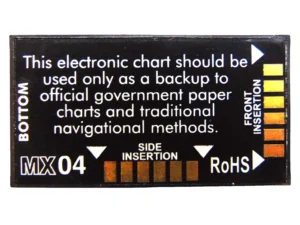 This electronic chart should be
used only as a backup to
official government paper
charts and traditional
navigational methods.
BOTTOM
FRONT
INSERTION
SIDE
INSERTION
MX04
RoHS